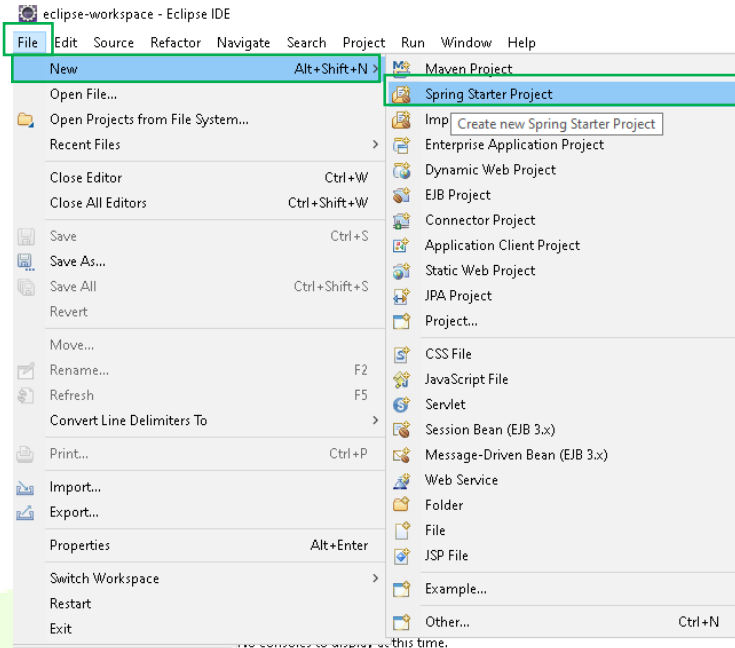 eclipse-workspace - Eclipse IDE
File Edit Source Refactor Navigate Search Project Run Window Help
New Alt+Shift+N >
Open File...
Open Projects from File System...
Recent Files >
Close Editor Ctrl+W
Close All Editors Ctrl+Shift+W
Save Ctrl+S
Save As...
Save All Ctrl+Shift+S
Revert
Move...
Rename... F2
Refresh F5
Convert Line Delimiters To >
Print... Ctrl+P
Import...
Export...
Properties Alt+Enter
Switch Workspace >
Restart
Exit
Maven Project
Spring Starter Project
Imp
Create new Spring Starter Project
Enterprise Application Project
Dynamic Web Project
EJB Project
Connector Project
Application Client Project
Static Web Project
JPA Project
Project...
CSS File
JavaScript File
Servlet
Session Bean (EJB 3.x)
Message-Driven Bean (EJB 3.x)
Web Service
Folder
File
JSP File
Example...
Other... Ctrl+N
No consoles to display at this time.